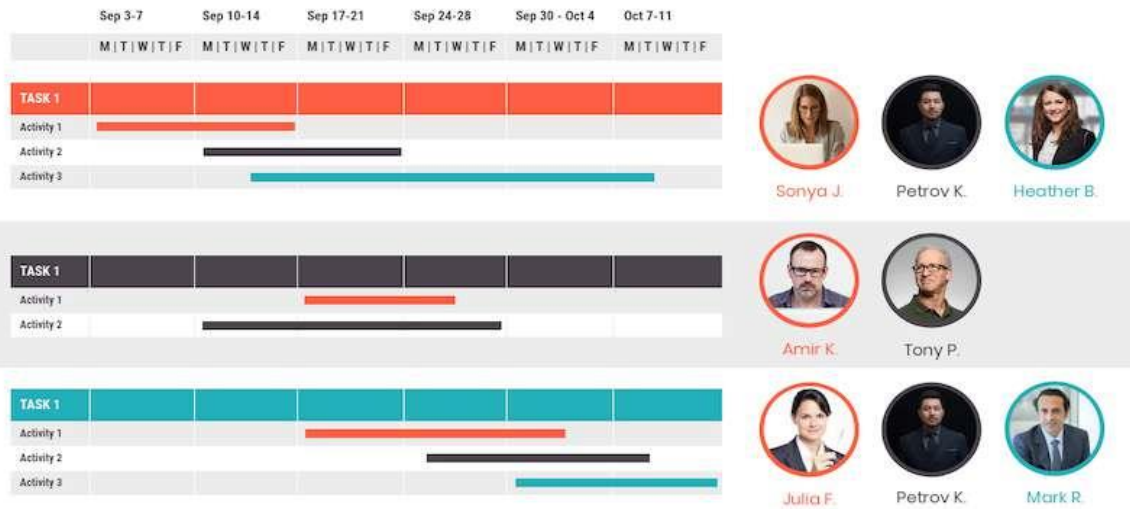 Sep 3-7 Sep 10-14 Sep 17-21 Sep 24-28 Sep 30 - Oct 4 Oct 7-11
M | T | W | T | F M | T | W | T | F M | T | W | T | F M | T | W | T | F M | T | W | T | F M | T | W | T | F
TASK 1
Activity 1
Activity 2
Activity 3
Sonya J. Petrov K. Heather B.
TASK 1
Activity 1
Activity 2
Amir K. Tony P.
TASK 1
Activity 1
Activity 2
Activity 3
Julia F. Petrov K. Mark R.